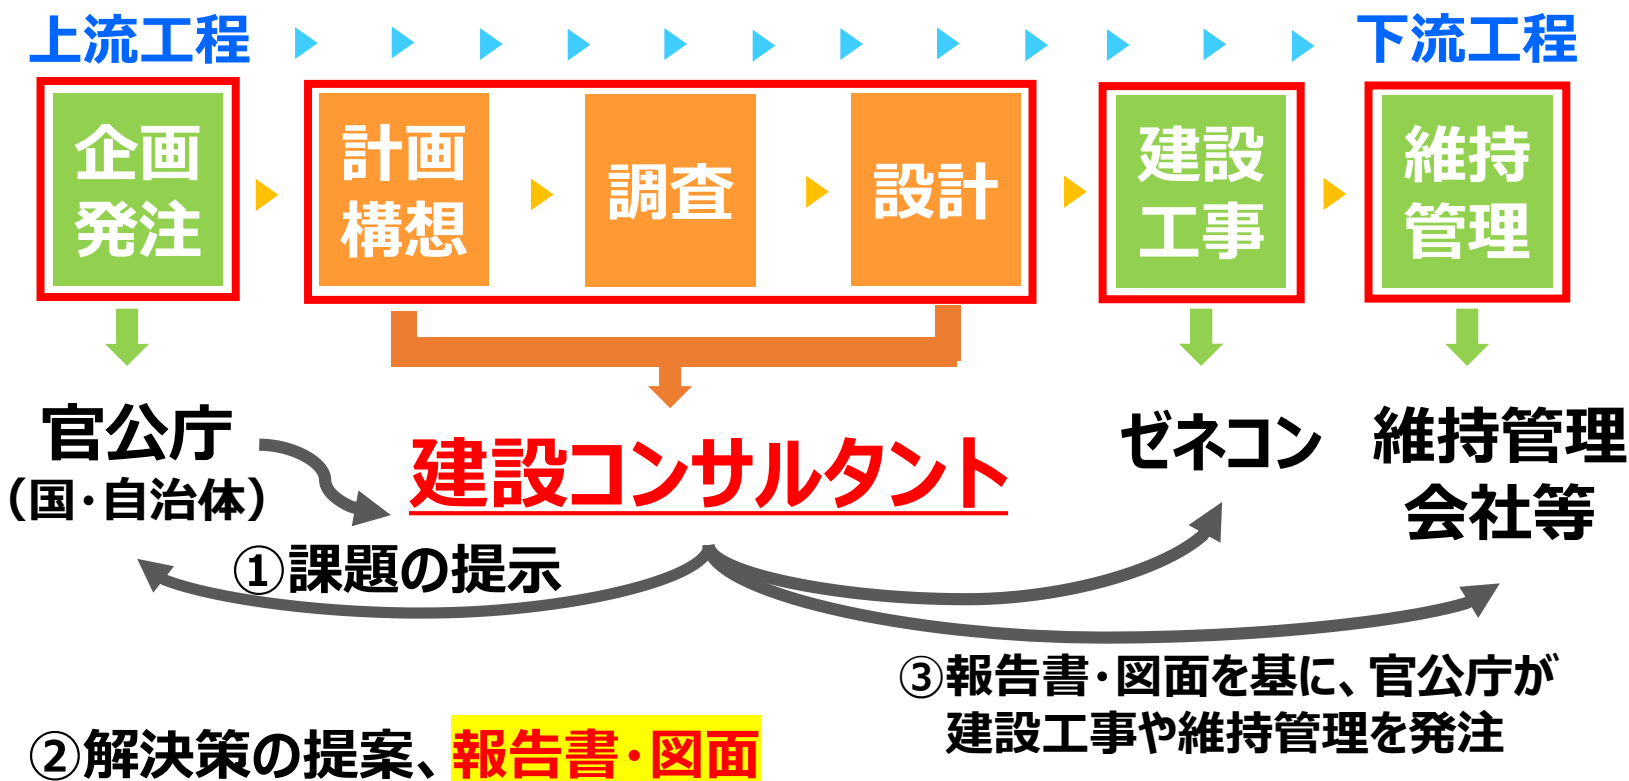 上流工程
下流工程
企画
発注
計画
構想
調査
設計
建設
工事
維持
管理
官公庁
（国・自治体）
建設コンサルタント
ゼネコン
維持管理
会社等
①課題の提示
②解決策の提案、報告書・図面
③報告書・図面を基に、官公庁が
建設工事や維持管理を発注